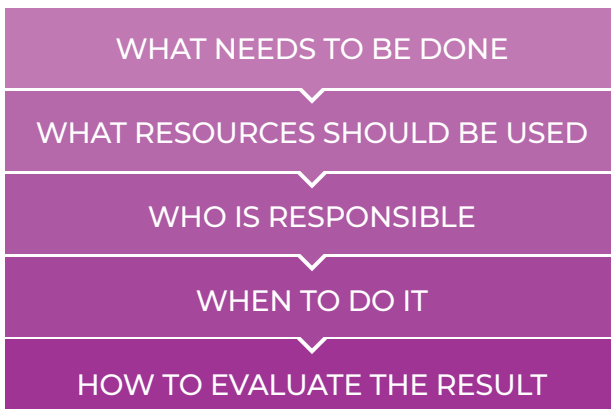 WHAT NEEDS TO BE DONE
WHAT RESOURCES SHOULD BE USED
WHO IS RESPONSIBLE
WHEN TO DO IT
HOW TO EVALUATE THE RESULT